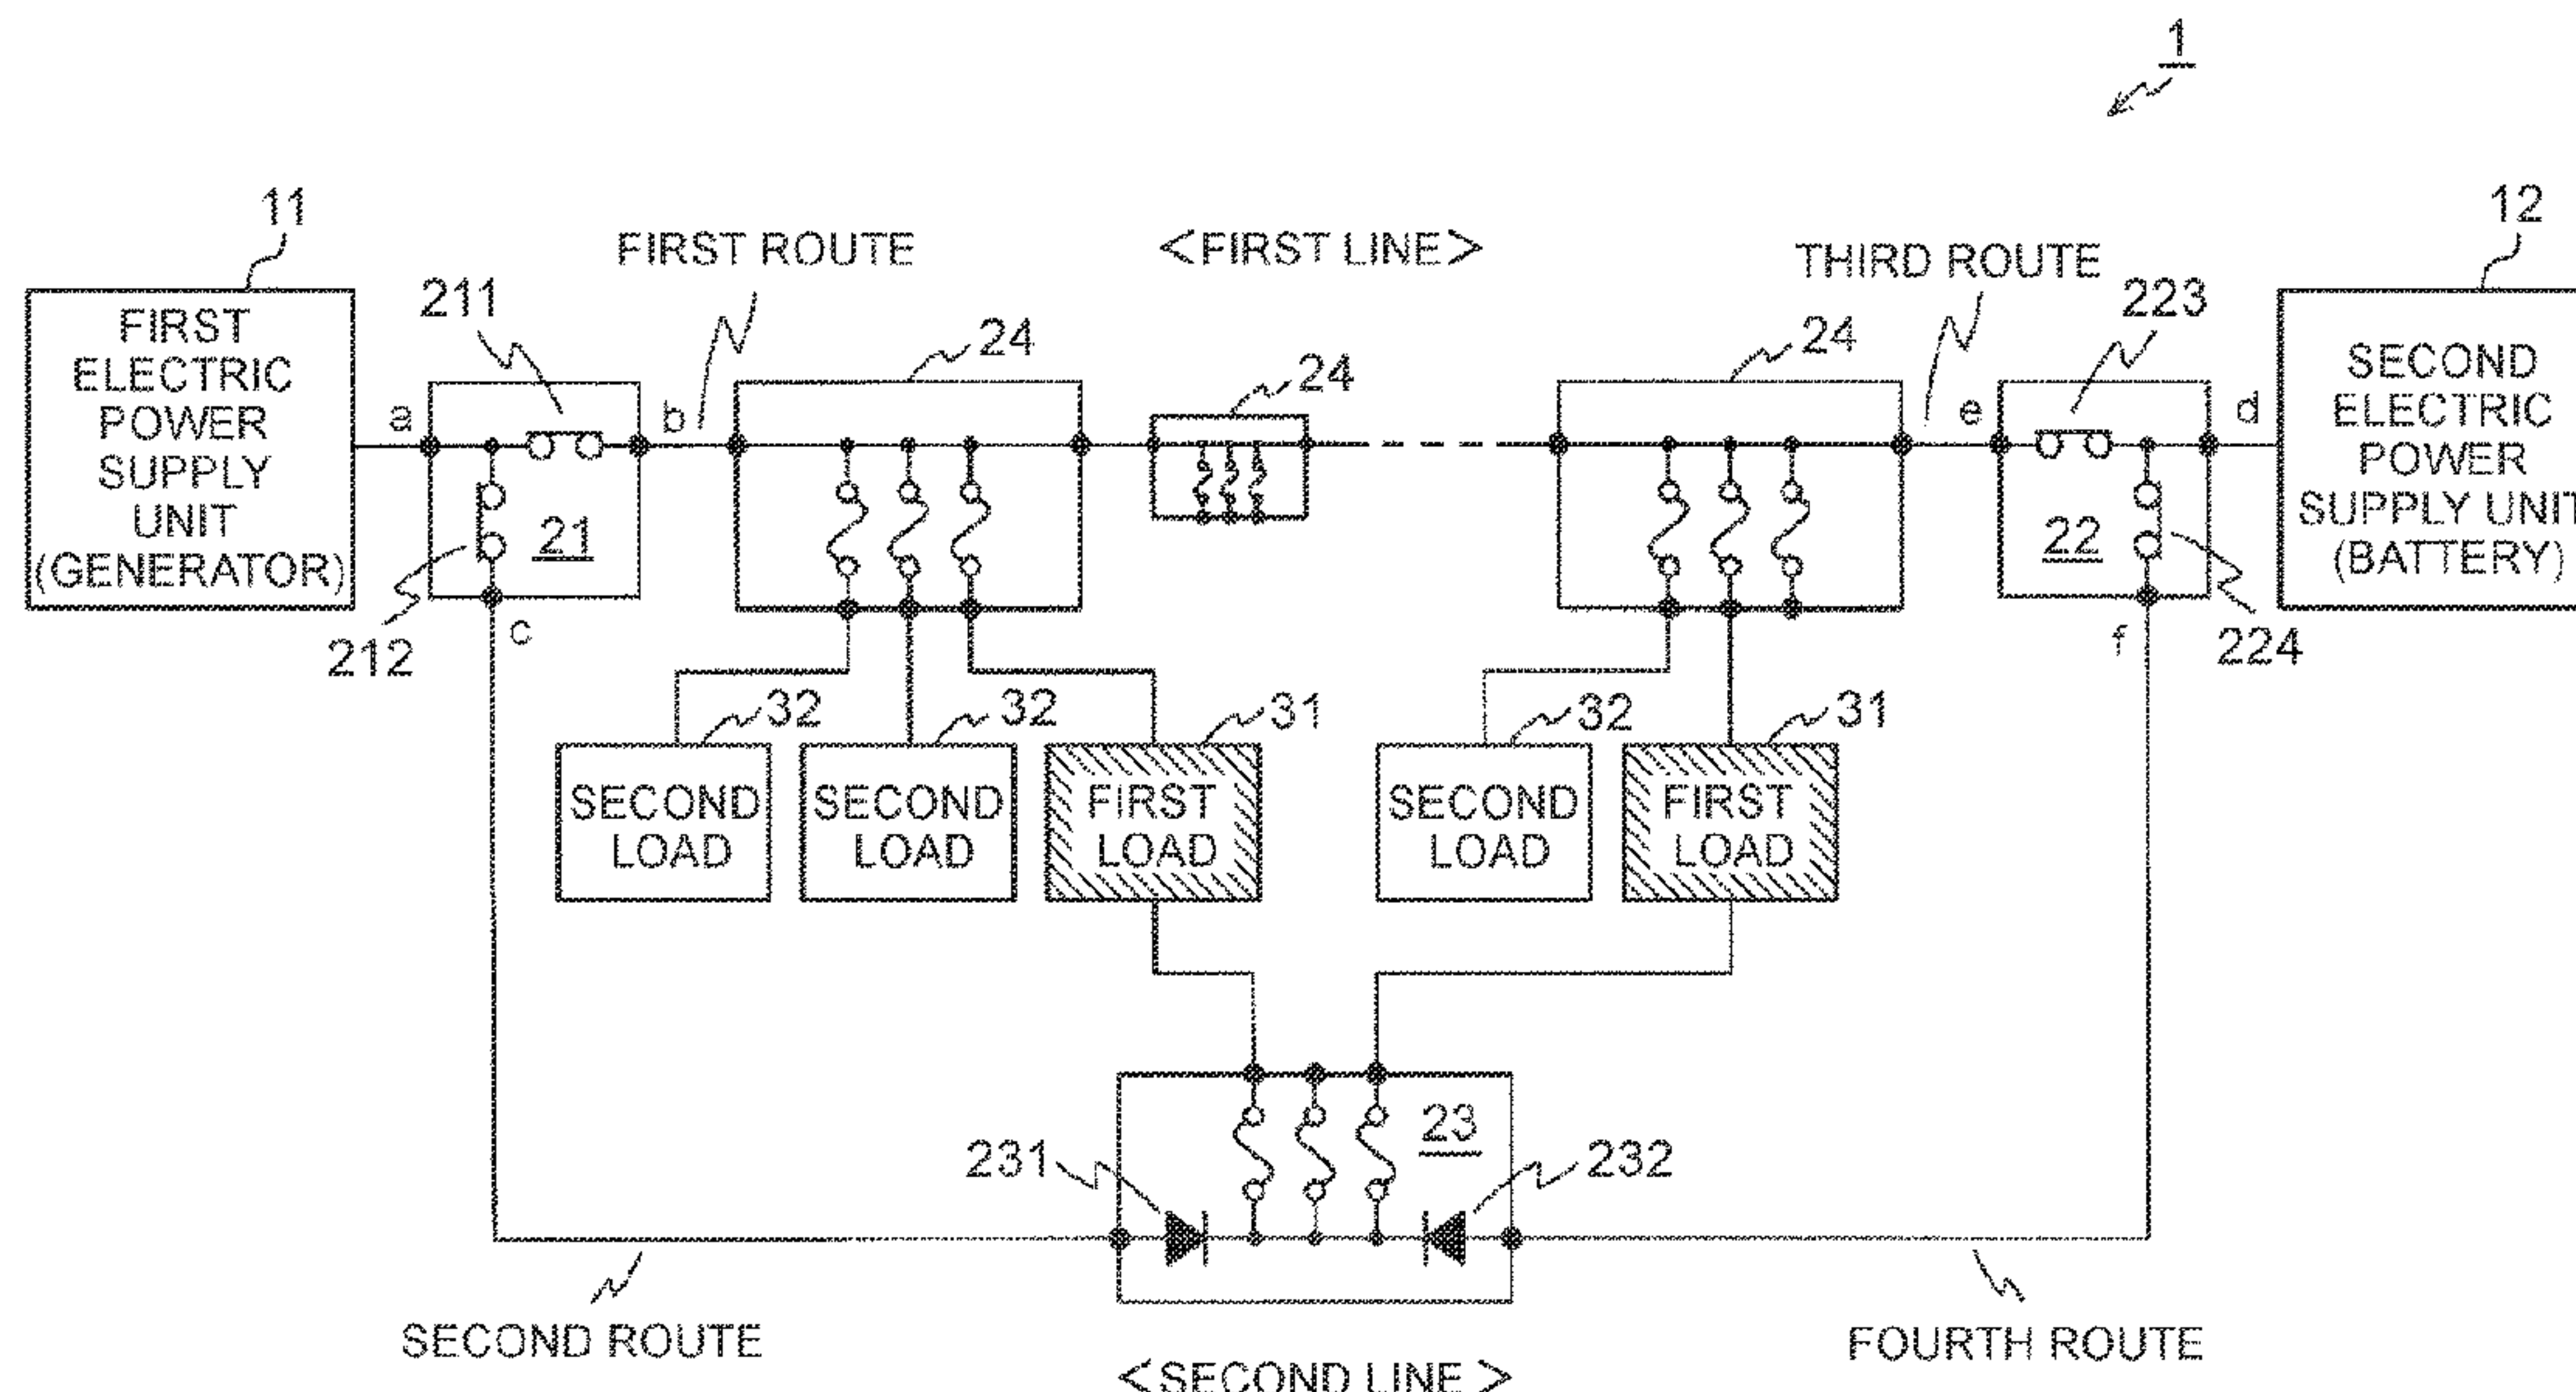 1
11
12
FIRST ROUTE
<FIRST LINE>
THIRD ROUTE
211
223
24
24
24
FIRST
ELECTRIC
POWER
SUPPLY
UNIT
(GENERATOR)
SECOND
ELECTRIC
POWER
SUPPLY UNIT
(BATTERY)
a
b
e
d
21
22
c
f
212
224
32
32
31
32
31
SECOND
LOAD
SECOND
LOAD
FIRST
LOAD
SECOND
LOAD
FIRST
LOAD
23
231
232
SECOND ROUTE
FOURTH ROUTE
<SECOND LINE>